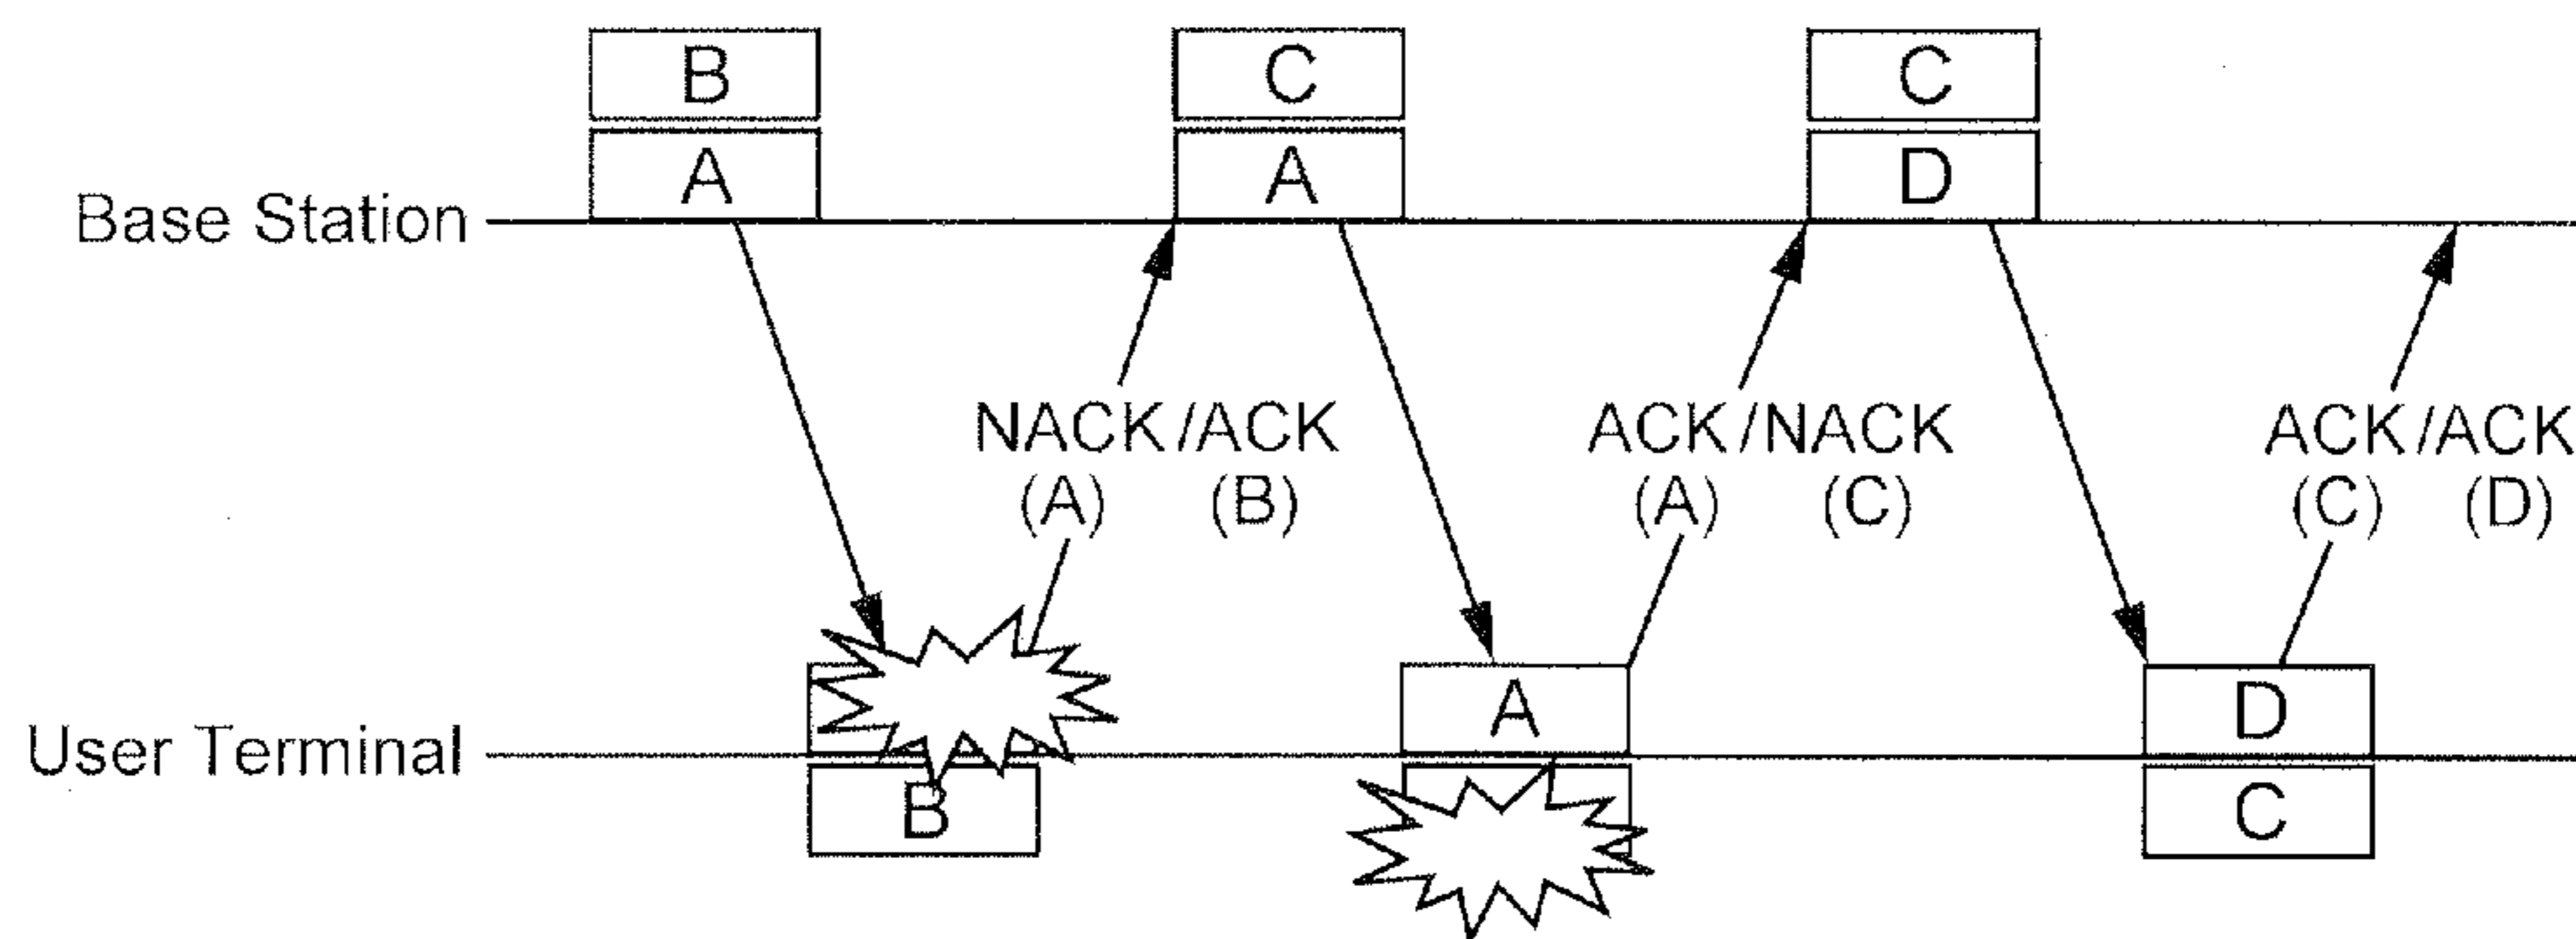 B C C
A A D
Base Station
NACK/ACK ACK/NACK ACK/ACK
(A) (B) (A) (C) (C) (D)
A D
User Terminal
B C